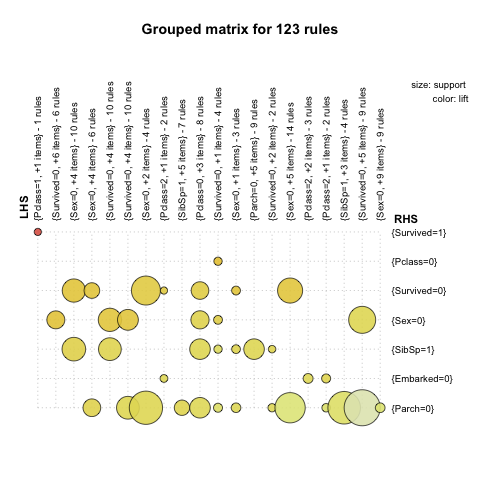 Grouped matrix for 123 rules
size: support
color: lift
{Pclass=1, +1 items} - 1 rules
{Survived=0, +6 items} - 6 rules
{Sex=0, +4 items} - 10 rules
{Sex=0, +4 items} - 6 rules
{Survived=0, +4 items} - 10 rules
{Survived=0, +4 items} - 10 rules
{Sex=0, +2 items} - 4 rules
{Pclass=2, +1 items} - 2 rules
{SibSp=1, +5 items} - 7 rules
{Pclass=0, +3 items} - 8 rules
{Survived=0, +1 items} - 4 rules
{Sex=0, +1 items} - 3 rules
{Parch=0, +5 items} - 9 rules
{Survived=0, +2 items} - 2 rules
{Sex=0, +5 items} - 14 rules
{Pclass=2, +2 items} - 3 rules
{Pclass=2, +1 items} - 2 rules
{SibSp=1, +3 items} - 4 rules
{Survived=0, +5 items} - 9 rules
{Sex=0, +9 items} - 9 rules
LHS
RHS
{Survived=1}
{Pclass=0}
{Survived=0}
{Sex=0}
{SibSp=1}
{Embarked=0}
{Parch=0}